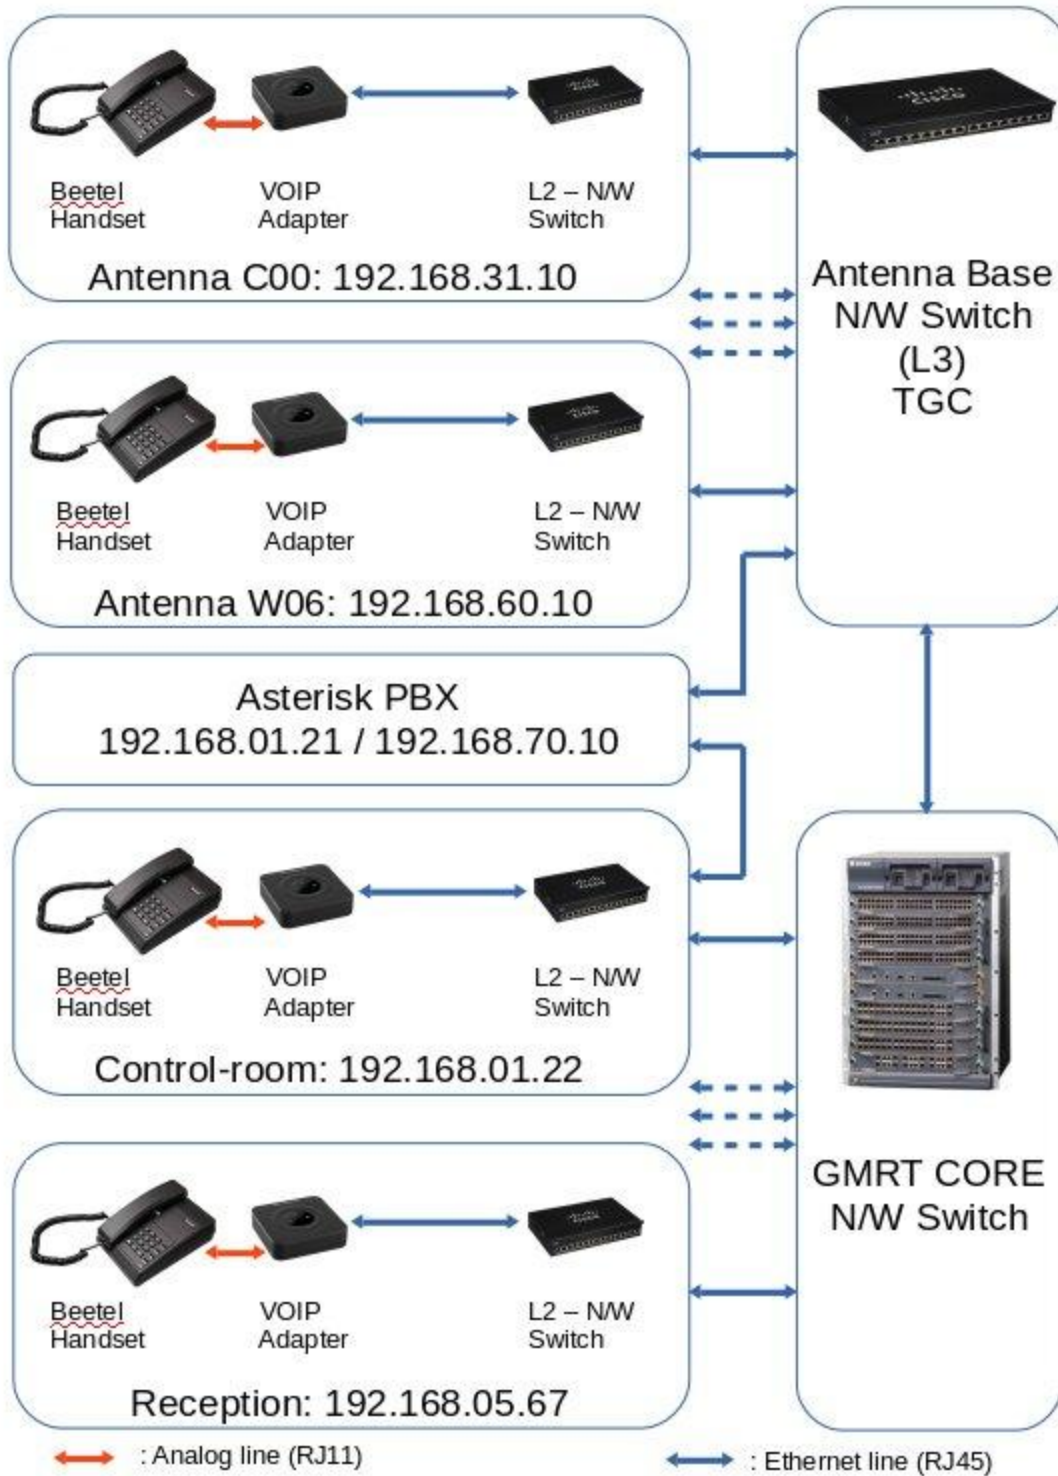 CISCO
Beetel
Handset
VOIP
Adapter
L2 – N/W
Switch
Antenna C00: 192.168.31.10
Antenna Base
N/W Switch
(L3)
TGC
Beetel
Handset
VOIP
Adapter
L2 – N/W
Switch
Antenna W06: 192.168.60.10
Asterisk PBX
192.168.01.21 / 192.168.70.10
Beetel
Handset
VOIP
Adapter
L2 – N/W
Switch
Control-room: 192.168.01.22
GMRT CORE
N/W Switch
Beetel
Handset
VOIP
Adapter
L2 – N/W
Switch
Reception: 192.168.05.67
: Analog line (RJ11)
: Ethernet line (RJ45)